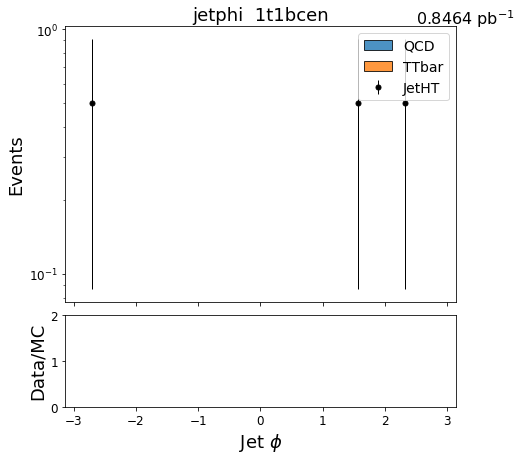 jetphi 1t1bcen
0.8464 pb⁻¹
QCD
TTbar
JetHT
Events
10⁰
10⁻¹
Data/MC
2
1
0
−3 −2 −1 0 1 2 3
Jet ϕ